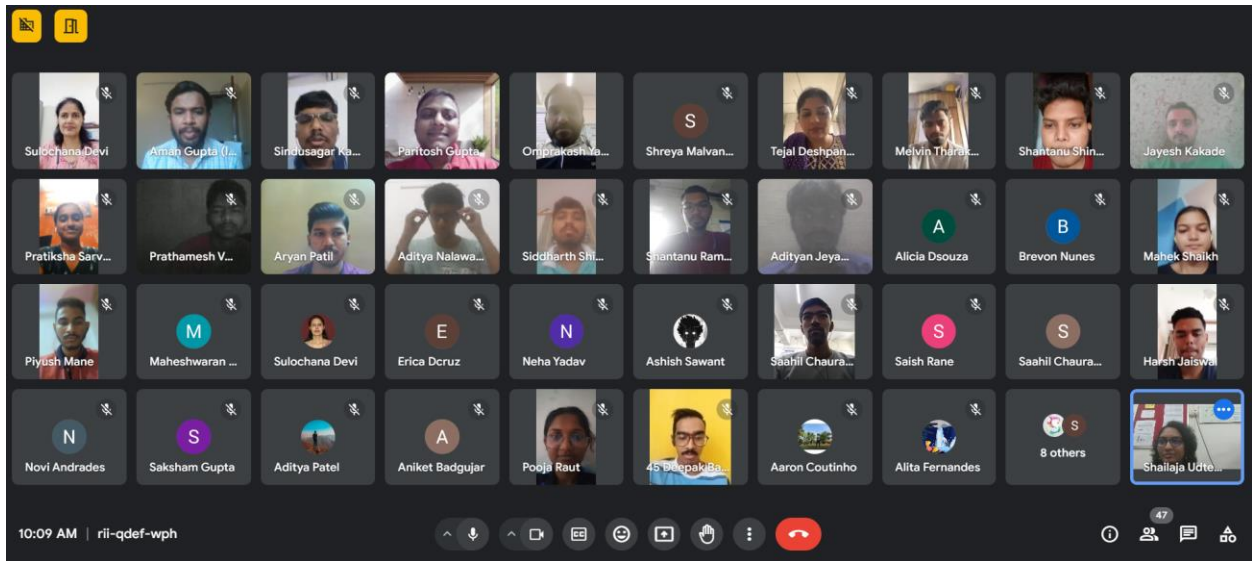 Sulochana Devi
Aman Gupta (I...
Sindusagar Ka...
Paritosh Gupta
Omprakash Ya...
S
Shreya Malvan...
Tejal Deshpan...
Melvin Tharak...
Shantanu Shin...
Jayesh Kakade
Pratiksha Sarv...
Prathamesh V...
Aryan Patil
Aditya Nalawa...
Siddharth Shi...
Shantanu Ram...
Adityan Jeya...
A
Alicia Dsouza
B
Brevon Nunes
Mahek Shaikh
Piyush Mane
M
Maheshwaran ...
Sulochana Devi
E
Erica Dcruz
N
Neha Yadav
Ashish Sawant
Saahil Chaura...
S
Saish Rane
S
Saahil Chaura...
Harsh Jaiswal
N
Novi Andrades
S
Saksham Gupta
Aditya Patel
A
Aniket Badgujar
Pooja Raut
45 Deepak Ba...
Aaron Coutinho
Alita Fernandes
S
8 others
Shailaja Udte...
10:09 AM | rii-qdef-wph
CC
47